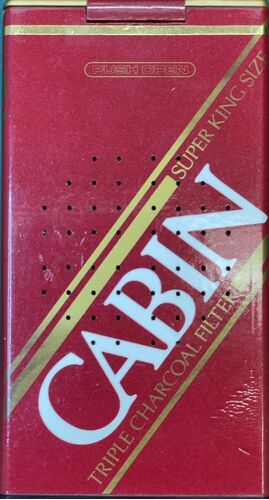 PUSH OPEN
SUPER KING SIZE
CABIN
TRIPLE CHARCOAL FILTER